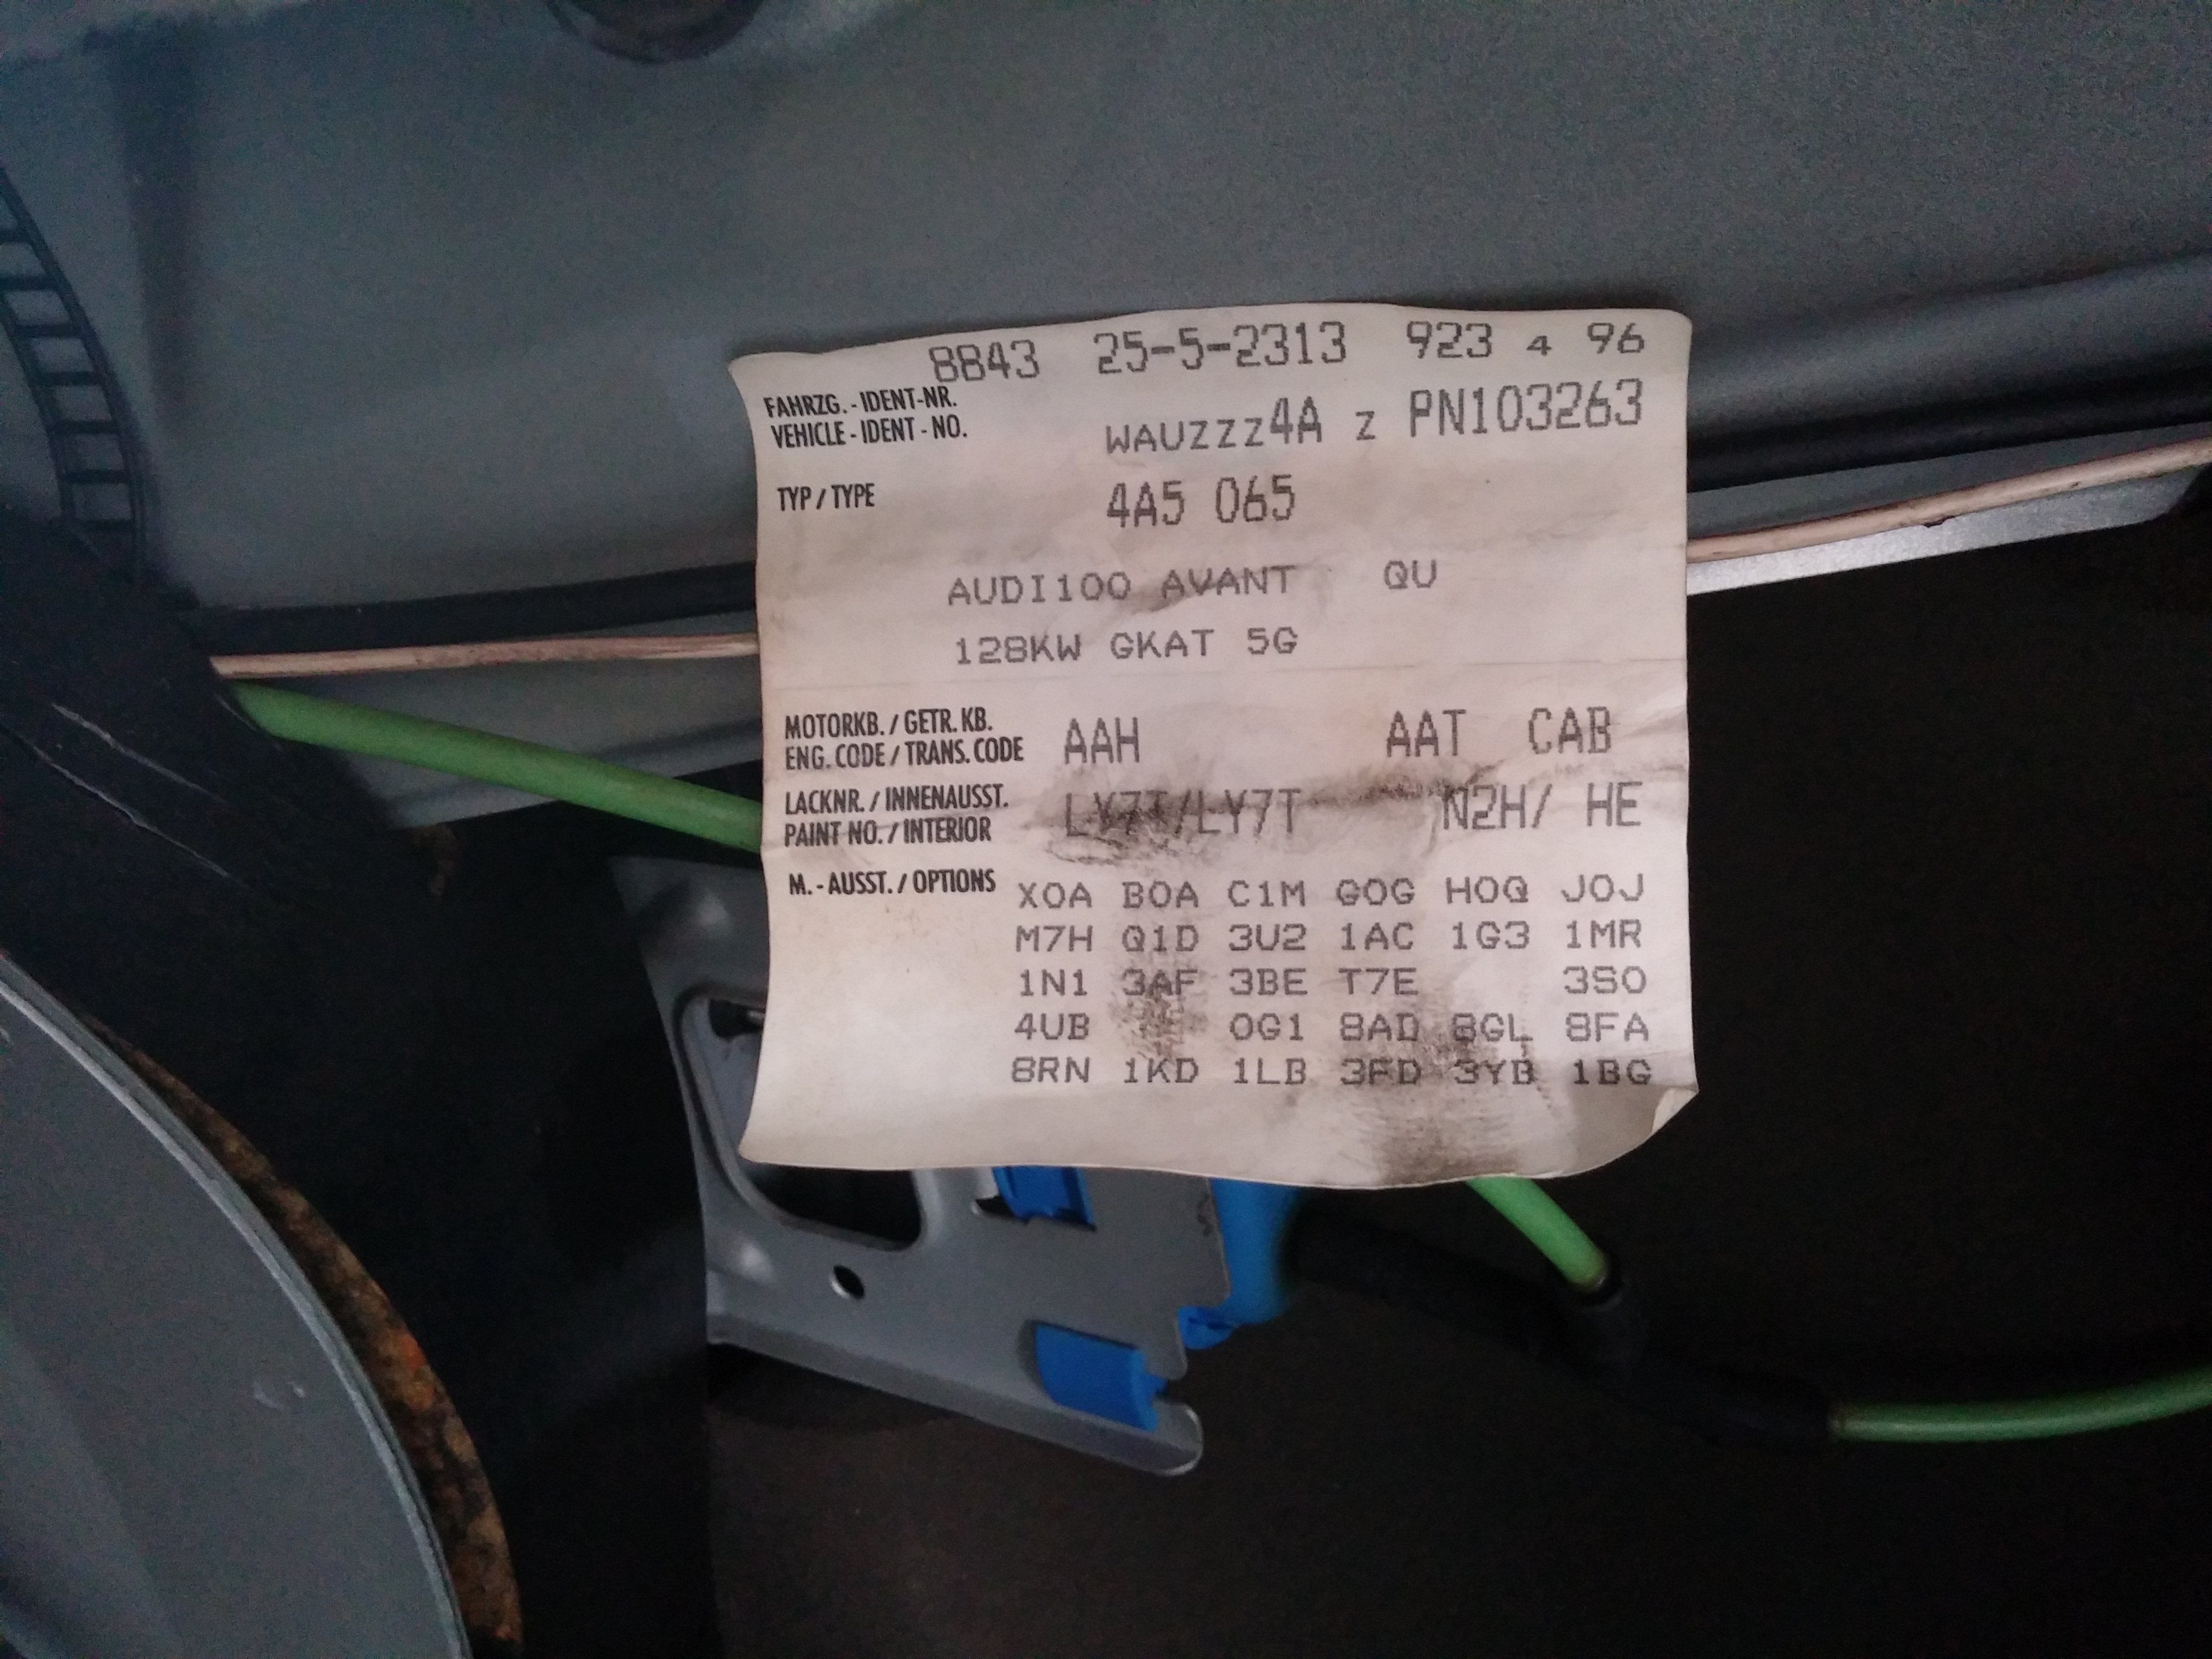 8843 25-5-2313 923 4 96
FAHRZG.-IDENT-NR.
VEHICLE-IDENT-NO. WAUZZZ4A Z PN103263
TYP/TYPE 4A5 065
AUDI100 AVANT QU
128KW GKAT 5G
MOTORKB./GETR.KB.
ENG.CODE/TRANS.CODE AAH AAT CAB
LACKNR./INNENAUSST.
PAINT NO./INTERIOR LY7T/LY7T N2H/ HE
M.-AUSST./OPTIONS X0A B0A C1M G0G H0Q J0J
M7H Q1D 3U2 1AC 1G3 1MR
1N1 3AF 3BE T7E 3S0
4UB 0G1 8AD 8GL 8FA
8RN 1KD 1LB 3FD 3YB 1BG